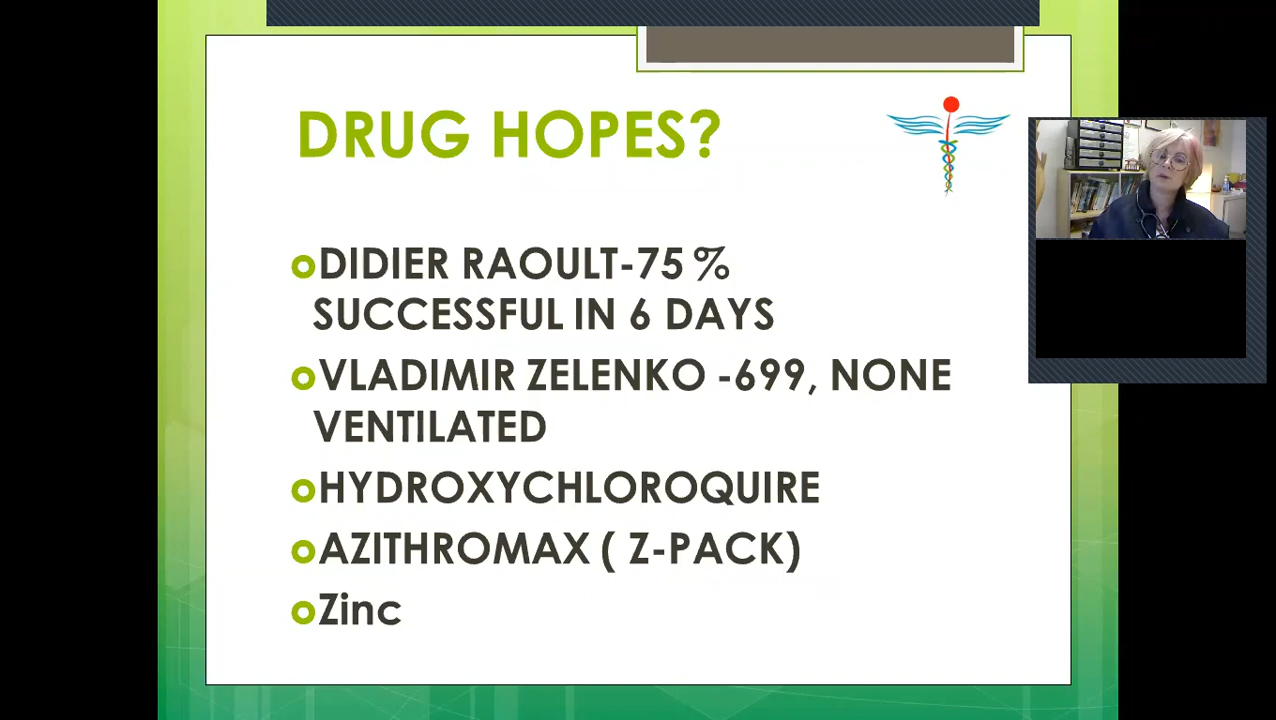 DRUG HOPES?
DIDIER RAOULT-75 %
SUCCESSFUL IN 6 DAYS
VLADIMIR ZELENKO -699, NONE
VENTILATED
HYDROXYCHLOROQUIRE
AZITHROMAX ( Z-PACK)
Zinc